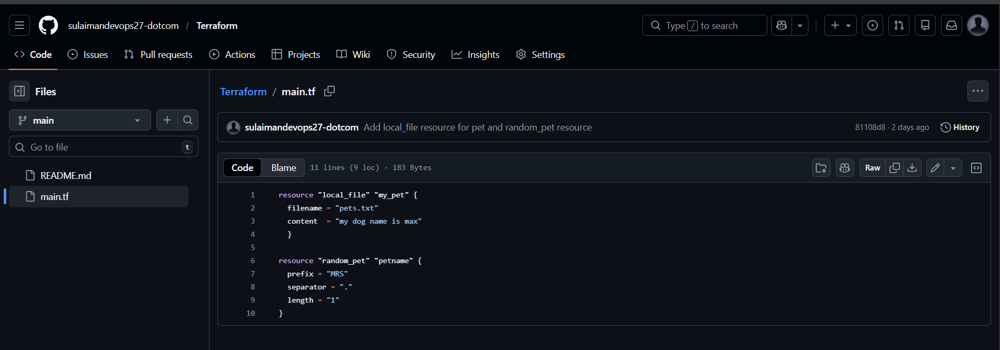 sulaimandevops27-dotcom / Terraform
Type / to search
Code Issues Pull requests Actions Projects Wiki Security Insights Settings
Files
main
Go to file t
README.md
main.tf
Terraform / main.tf
sulaimandevops27-dotcom Add local_file resource for pet and random_pet resource 81108d8 · 2 days ago History
Code Blame 11 lines (9 loc) · 183 Bytes Raw
1 resource "local_file" "my_pet" {
2 filename = "pets.txt"
3 content  = "my dog name is max"
4 }
5
6 resource "random_pet" "petname" {
7 prefix = "MRS"
8 separator = "."
9 length = "1"
10 }